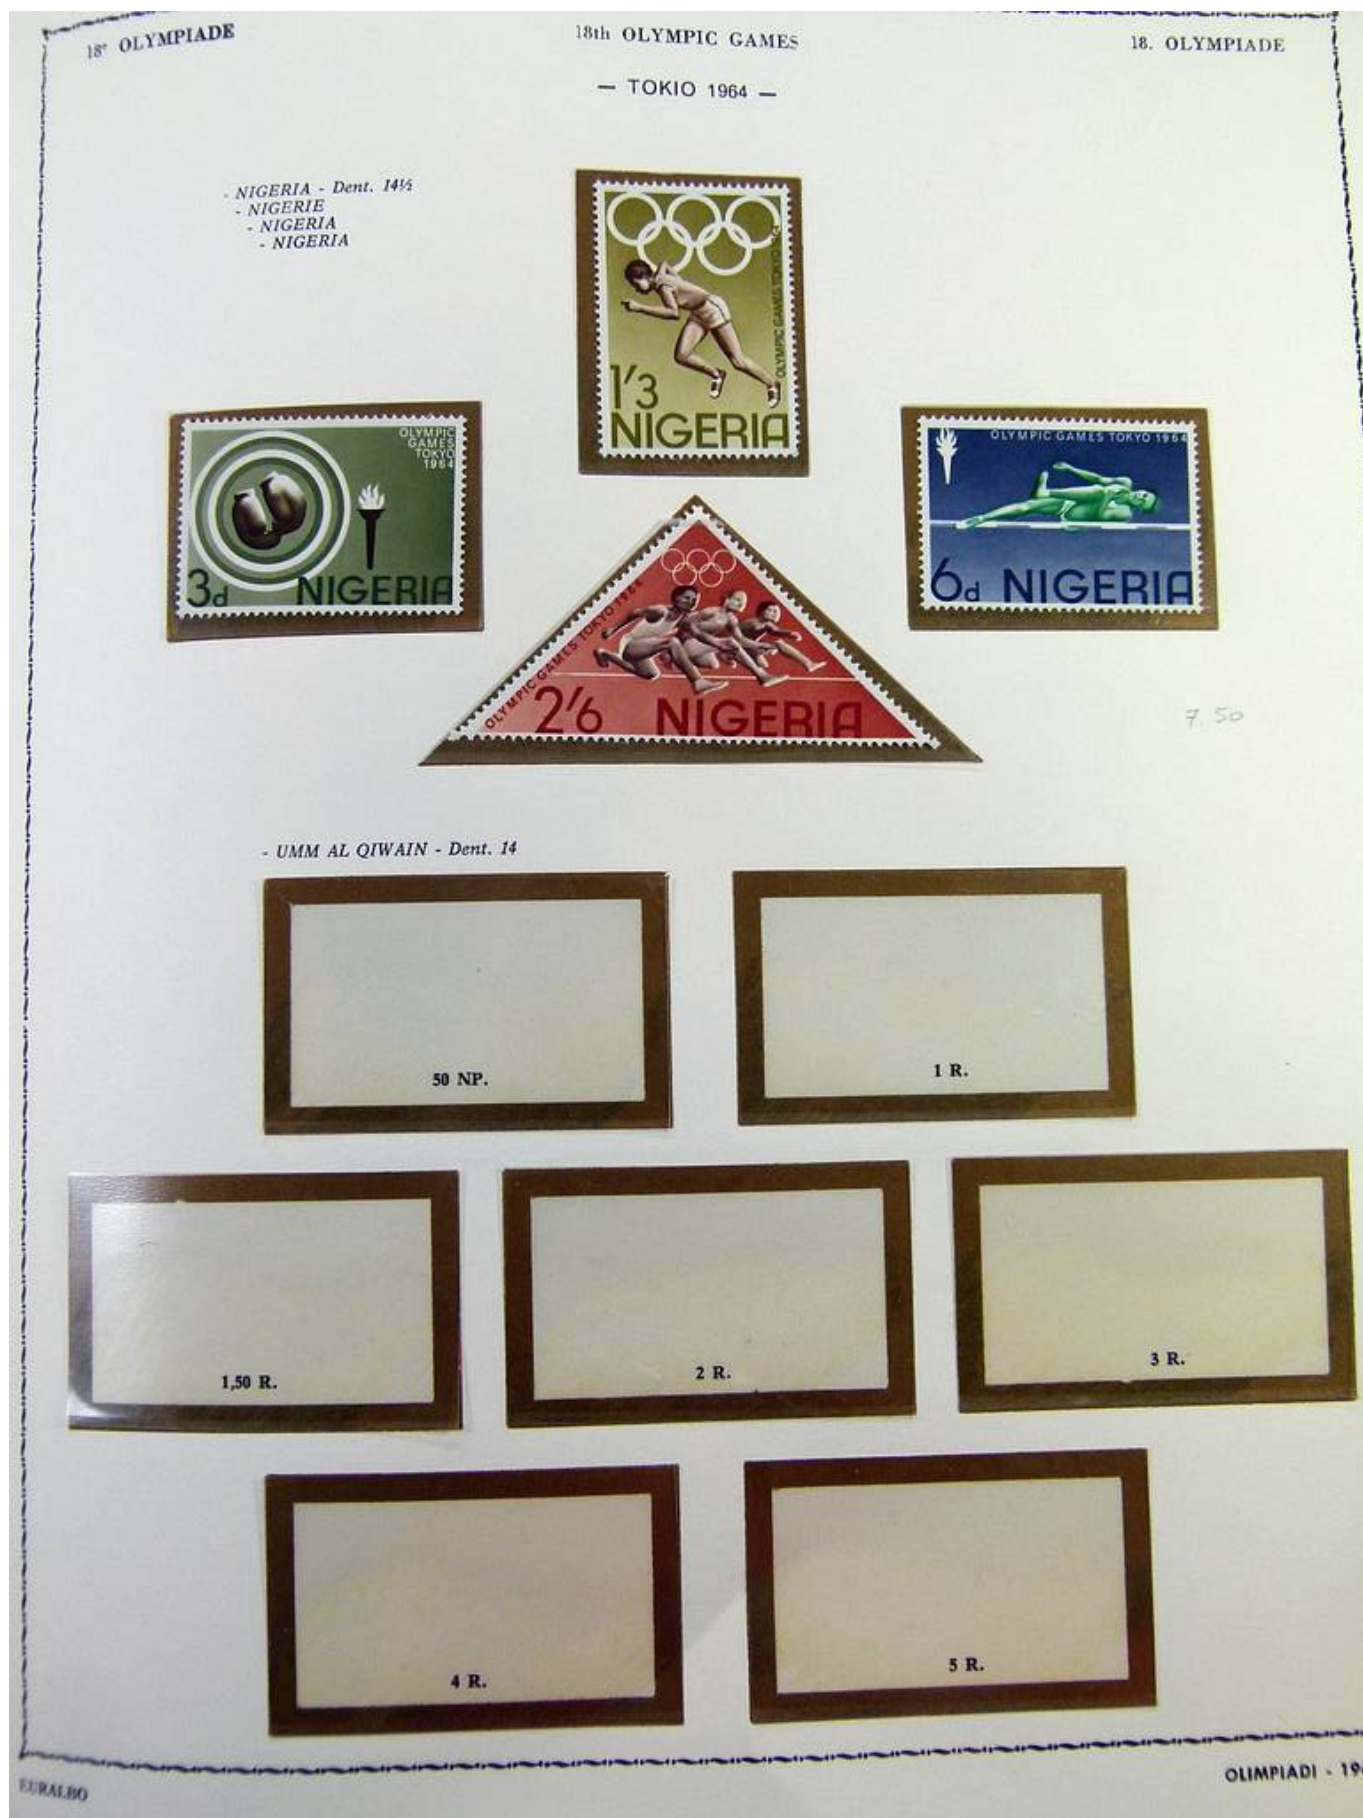 18e OLYMPIADE
18th OLYMPIC GAMES
18. OLYMPIADE
— TOKIO 1964 —
- NIGERIA - Dent. 14½
- NIGERIE
- NIGERIA
- NIGERIA
OLYMPIC GAMES TOKYO
1'3
NIGERIA
OLYMPIC
GAMES
TOKYO
1964
3d NIGERIA
OLYMPIC GAMES TOKYO 1964
6d NIGERIA
OLYMPIC GAMES TOKYO 1964
2'6 NIGERIA
7.50
- UMM AL QIWAIN - Dent. 14
50 NP.
1 R.
1,50 R.
2 R.
3 R.
4 R.
5 R.
EURALBO
OLIMPIADI - 19